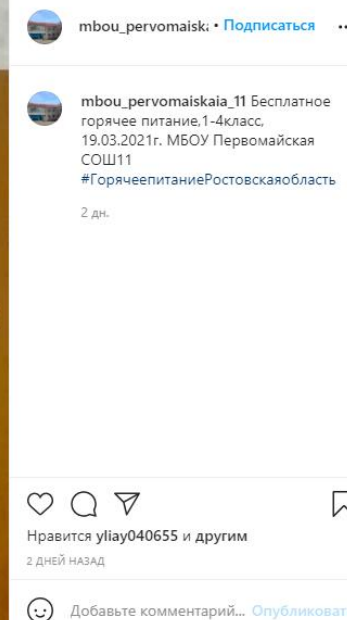 mbou_pervomaiska • Подписаться
mbou_pervomaiskaia_11 Бесплатное
горячее питание,1-4класс,
19.03.2021г. МБОУ Первомайская
СОШ11
#ГорячеепитаниеРостовскаяобласть
2 дн.
Нравится yliay040655 и другим
2 ДНЕЙ НАЗАД
Добавьте комментарий... Опубликоват